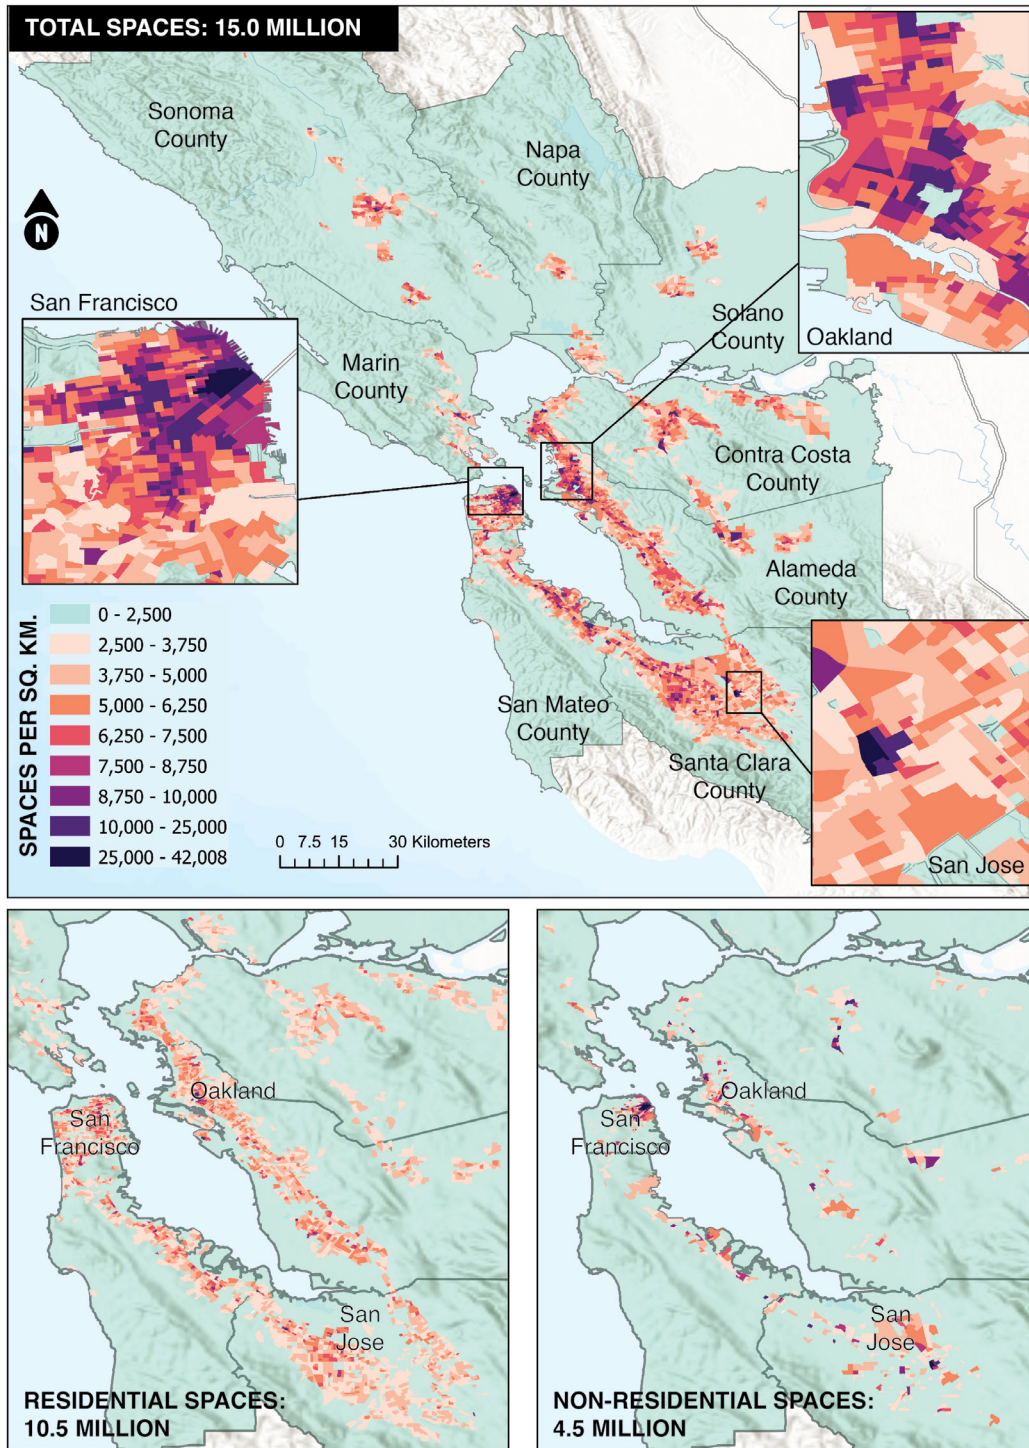 TOTAL SPACES: 15.0 MILLION
Sonoma
County
Napa
County
N
San Francisco
Marin
County
Solano
County
Oakland
Contra Costa
County
Alameda
County
San Mateo
County
Santa Clara
County
San Jose
SPACES PER SQ. KM.
0 - 2,500
2,500 - 3,750
3,750 - 5,000
5,000 - 6,250
6,250 - 7,500
7,500 - 8,750
8,750 - 10,000
10,000 - 25,000
25,000 - 42,008
0 7.5 15 30 Kilometers
Oakland
San
Francisco
San
Jose
RESIDENTIAL SPACES:
10.5 MILLION
Oakland
San
Francisco
San
Jose
NON-RESIDENTIAL SPACES:
4.5 MILLION